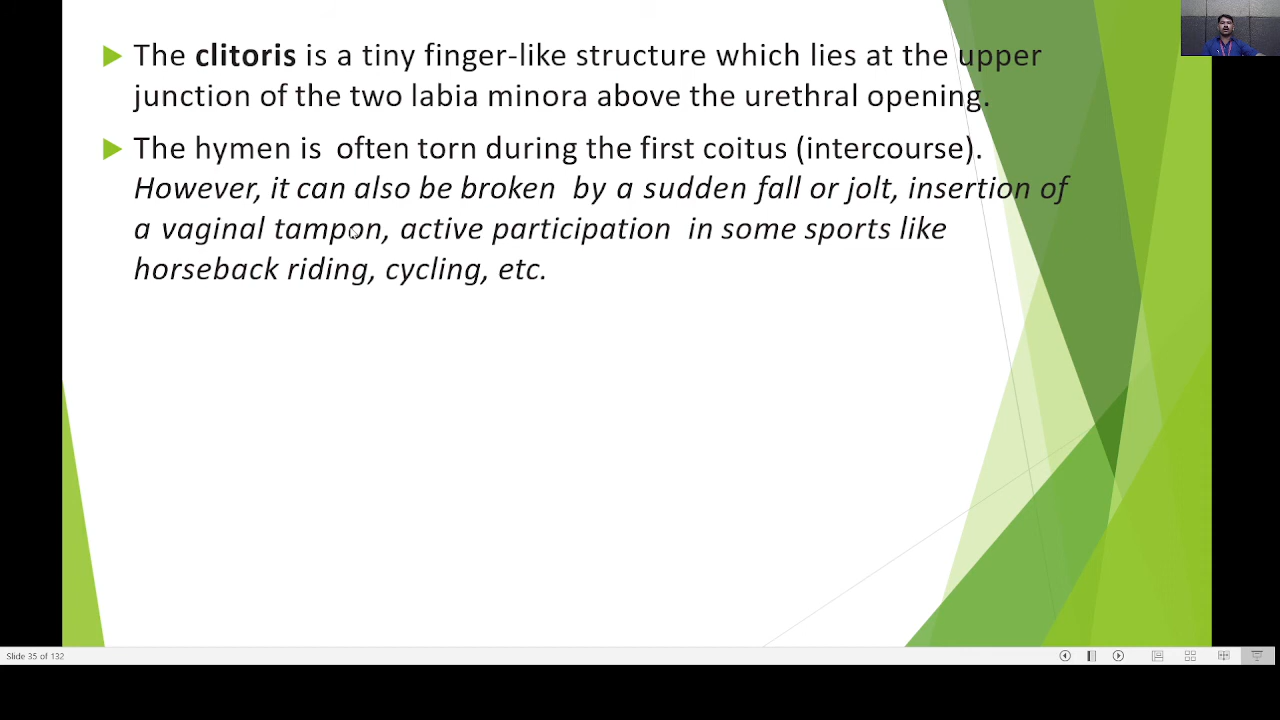 The clitoris is a tiny finger-like structure which lies at the upper
junction of the two labia minora above the urethral opening.
The hymen is often torn during the first coitus (intercourse).
However, it can also be broken by a sudden fall or jolt, insertion of
a vaginal tampon, active participation in some sports like
horseback riding, cycling, etc.
Slide 35 of 132